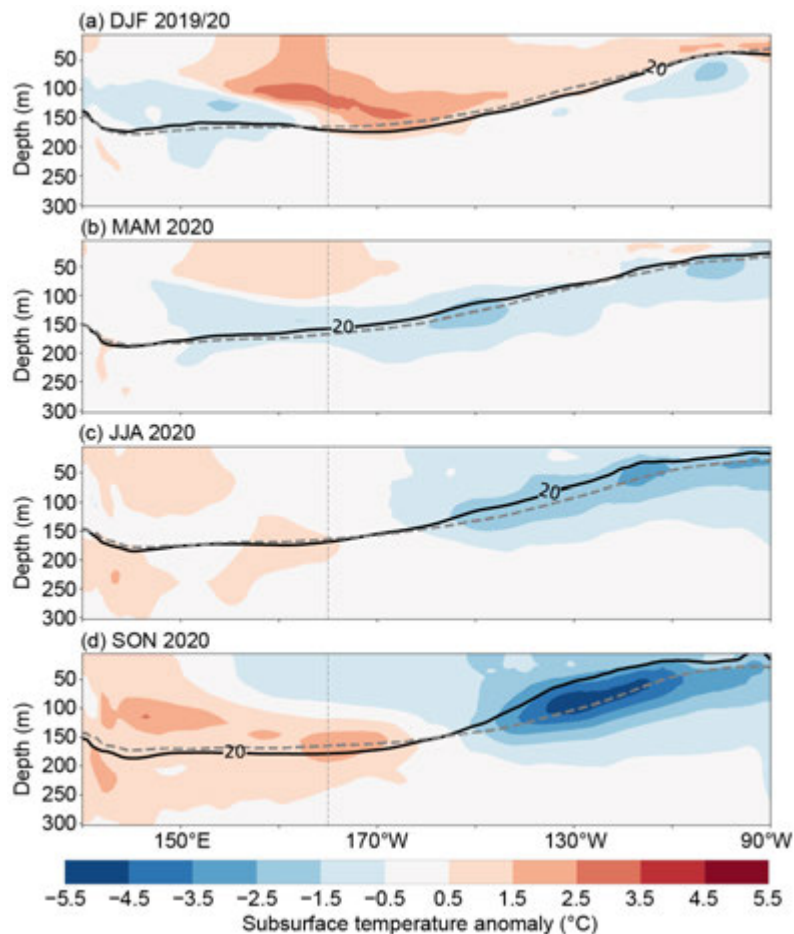 (a) DJF 2019/20
50
100
150
200
250
300
Depth (m)
20
(b) MAM 2020
50
100
150
200
250
300
Depth (m)
20
(c) JJA 2020
50
100
150
200
250
300
Depth (m)
20
(d) SON 2020
50
100
150
200
250
300
Depth (m)
20
150°E 170°W 130°W 90°W
−5.5 −4.5 −3.5 −2.5 −1.5 −0.5 0.5 1.5 2.5 3.5 4.5 5.5
Subsurface temperature anomaly (°C)